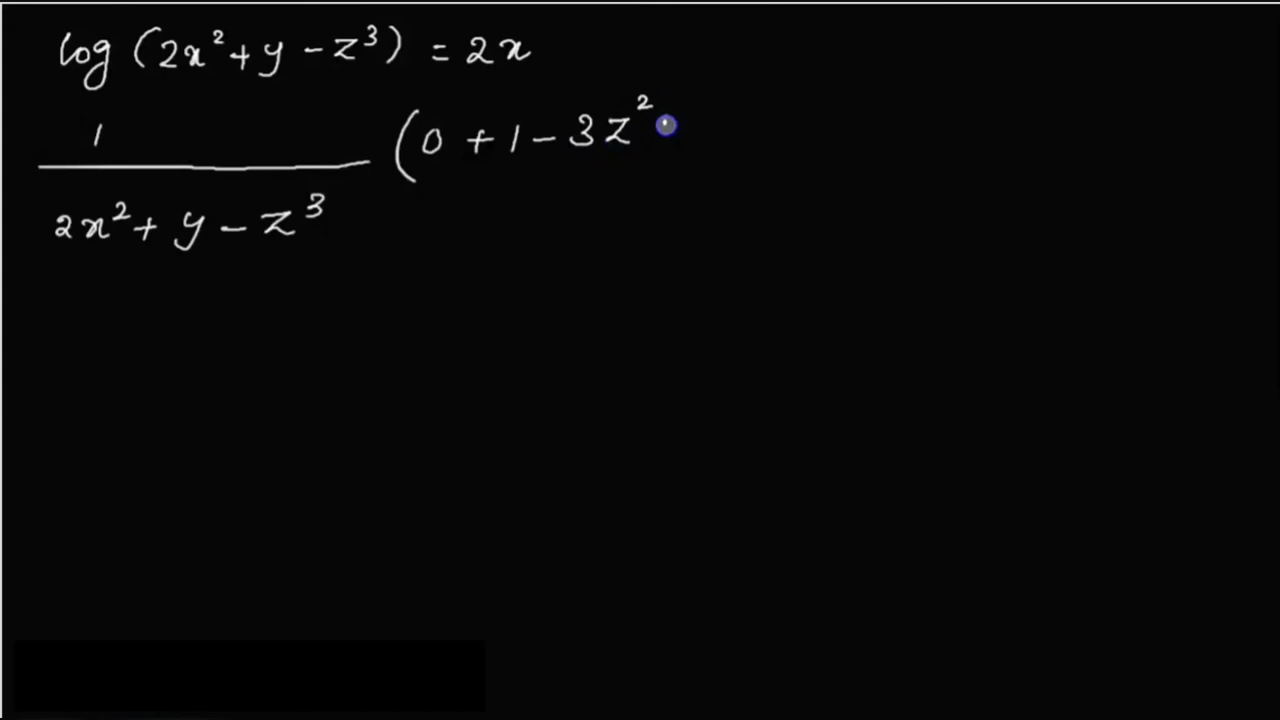 log (2x² + y - z³) = 2x
1 (0 + 1 - 3z²
2x² + y - z³